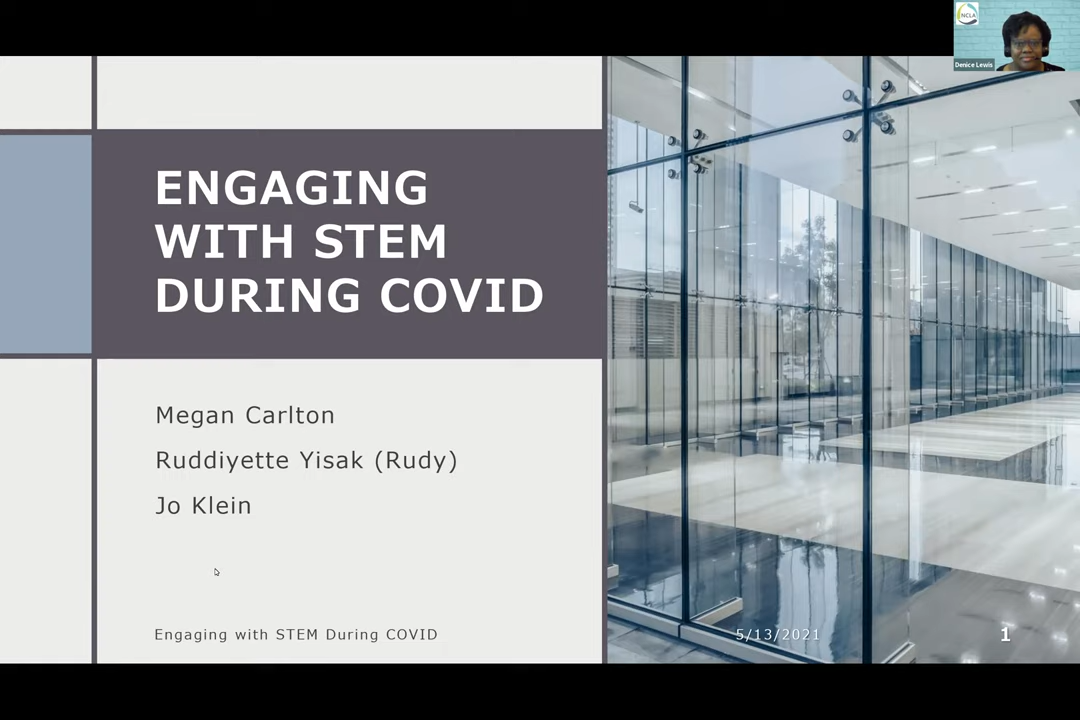 NCLA
Denice Lewis
ENGAGING
WITH STEM
DURING COVID
Megan Carlton
Ruddiyette Yisak (Rudy)
Jo Klein
Engaging with STEM During COVID
5/13/2021
1